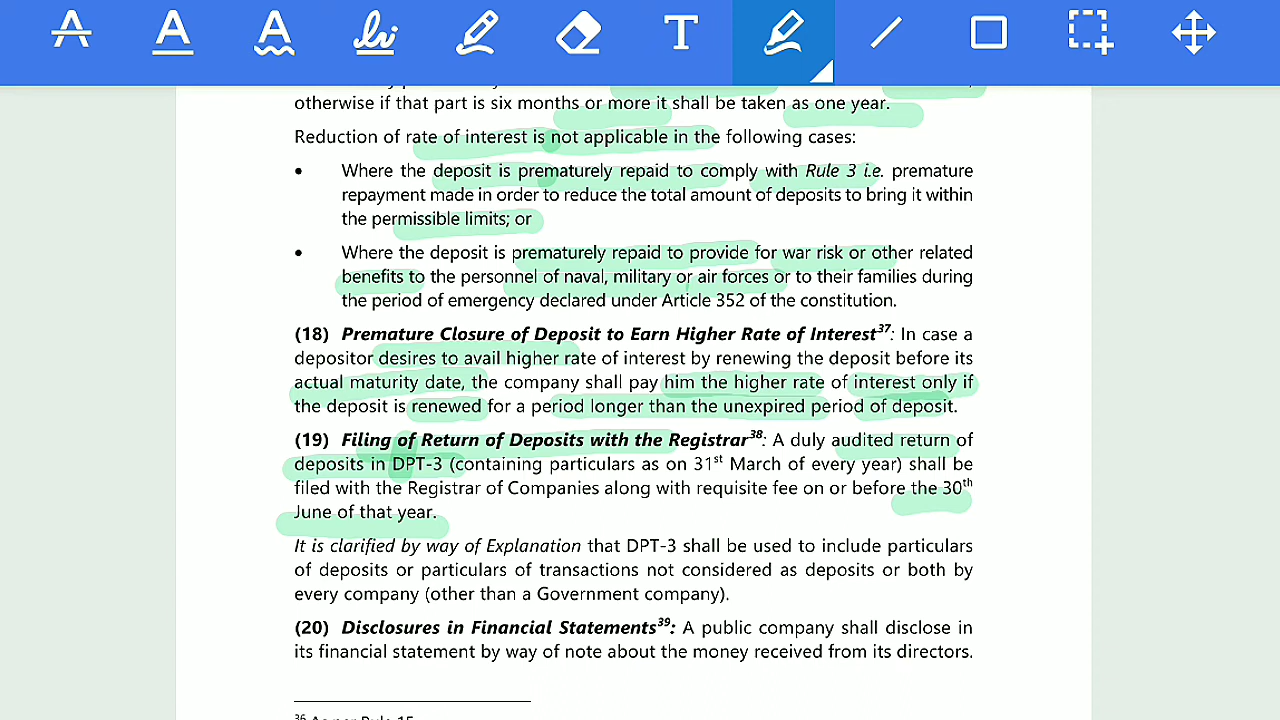 otherwise if that part is six months or more it shall be taken as one year.
Reduction of rate of interest is not applicable in the following cases:
• Where the deposit is prematurely repaid to comply with Rule 3 i.e. premature
repayment made in order to reduce the total amount of deposits to bring it within
the permissible limits; or
• Where the deposit is prematurely repaid to provide for war risk or other related
benefits to the personnel of naval, military or air forces or to their families during
the period of emergency declared under Article 352 of the constitution.
(18) Premature Closure of Deposit to Earn Higher Rate of Interest37: In case a
depositor desires to avail higher rate of interest by renewing the deposit before its
actual maturity date, the company shall pay him the higher rate of interest only if
the deposit is renewed for a period longer than the unexpired period of deposit.
(19) Filing of Return of Deposits with the Registrar38: A duly audited return of
deposits in DPT-3 (containing particulars as on 31st March of every year) shall be
filed with the Registrar of Companies along with requisite fee on or before the 30th
June of that year.
It is clarified by way of Explanation that DPT-3 shall be used to include particulars
of deposits or particulars of transactions not considered as deposits or both by
every company (other than a Government company).
(20) Disclosures in Financial Statements39: A public company shall disclose in
its financial statement by way of note about the money received from its directors.